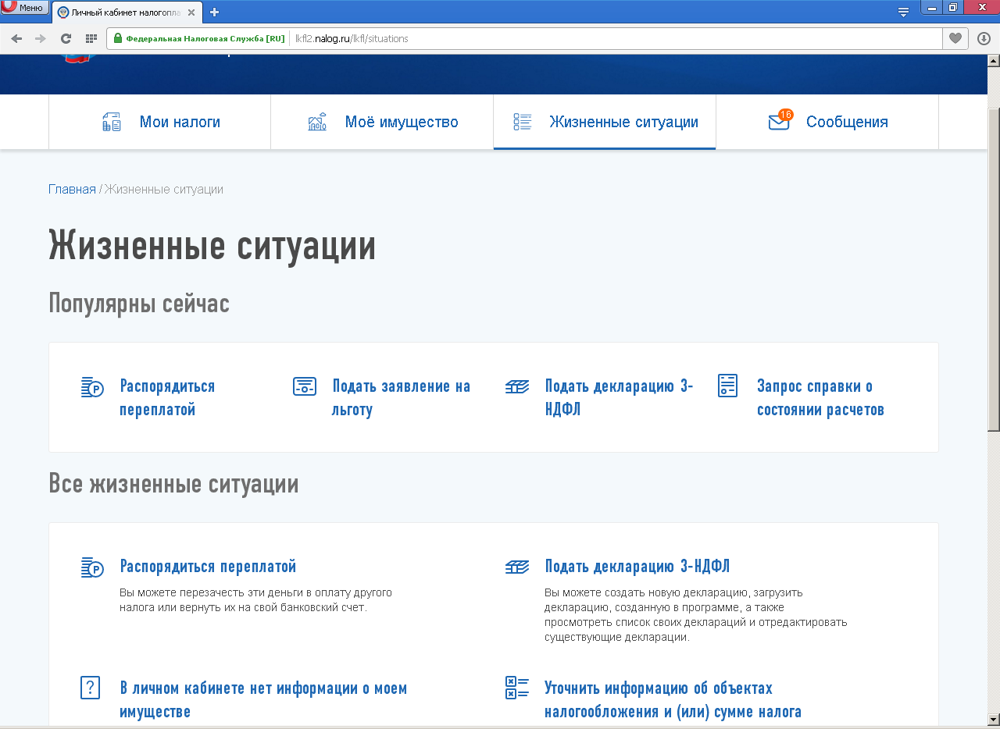 Меню
Личный кабинет налогопла
Федеральная Налоговая Служба [RU]
lkfl2.nalog.ru/lkfl/situations
Мои налоги
Моё имущество
Жизненные ситуации
16
Сообщения
Главная / Жизненные ситуации
Жизненные ситуации
Популярны сейчас
Распорядиться
переплатой
Подать заявление на
льготу
Подать декларацию 3-
НДФЛ
Запрос справки о
состоянии расчетов
Все жизненные ситуации
Распорядиться переплатой
Вы можете перезачесть эти деньги в оплату другого
налога или вернуть их на свой банковский счет.
Подать декларацию 3-НДФЛ
Вы можете создать новую декларацию, загрузить
декларацию, созданную в программе, а также
просмотреть список своих деклараций и отредактировать
существующие декларации.
В личном кабинете нет информации о моем
имуществе
Уточнить информацию об объектах
налогообложения и (или) сумме налога